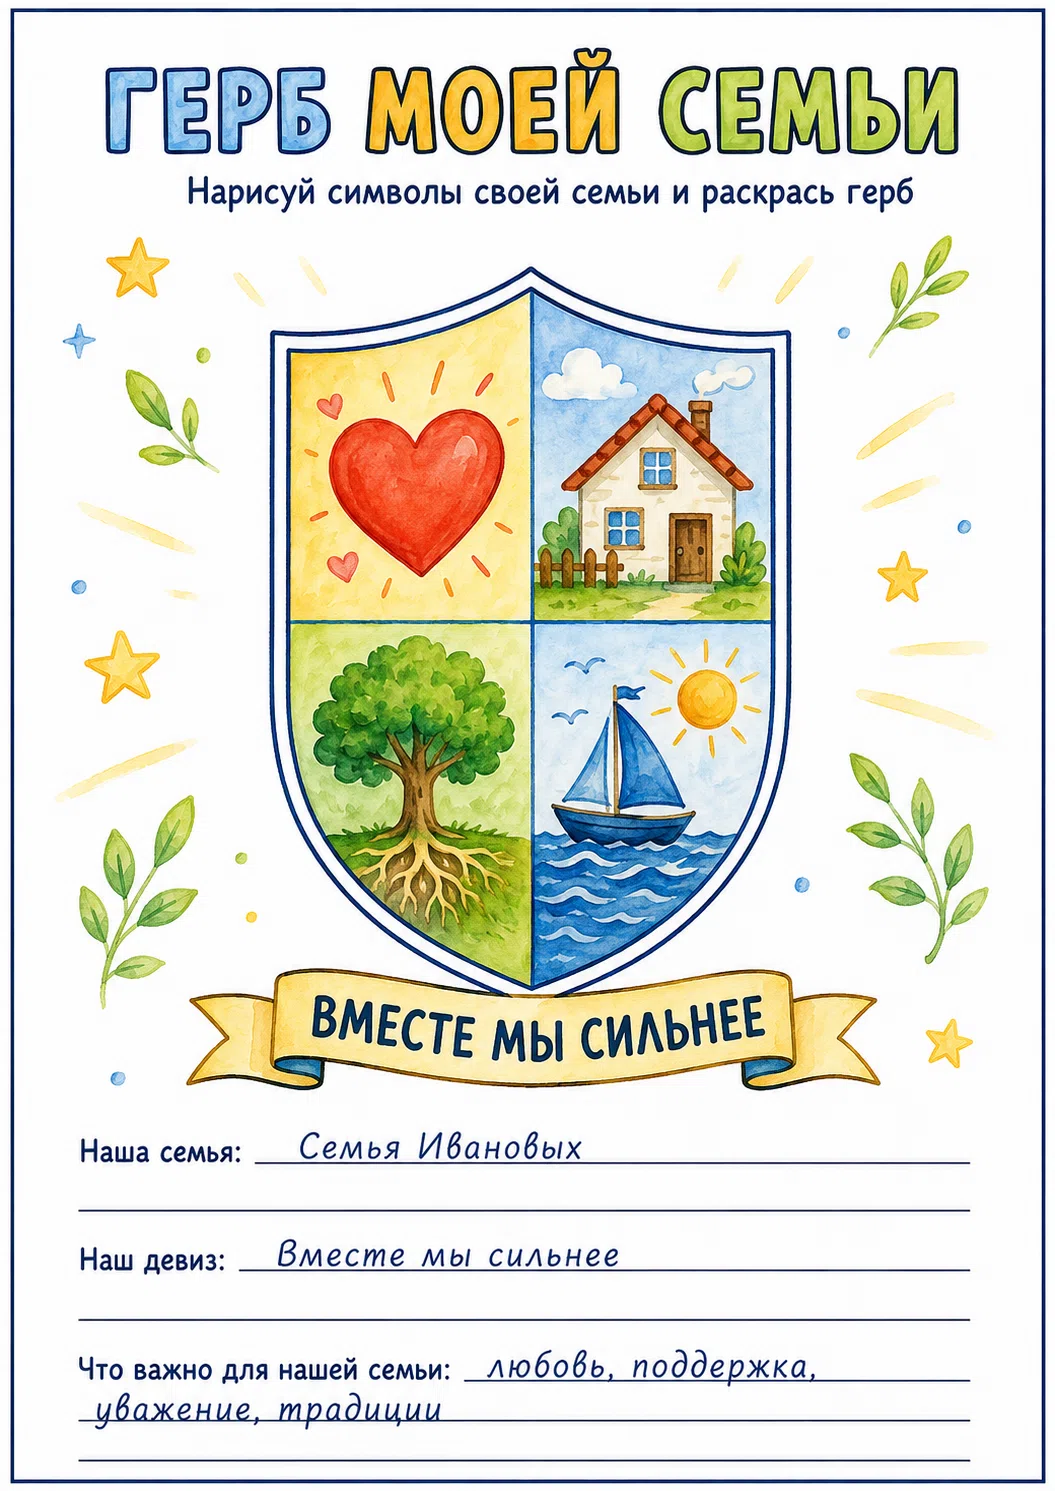 ГЕРБ МОЕЙ СЕМЬИ
Нарисуй символы своей семьи и раскрась герб
ВМЕСТЕ МЫ СИЛЬНЕЕ
Наша семья: Семья Ивановых
Наш девиз: Вместе мы сильнее
Что важно для нашей семьи: любовь, поддержка,
уважение, традиции